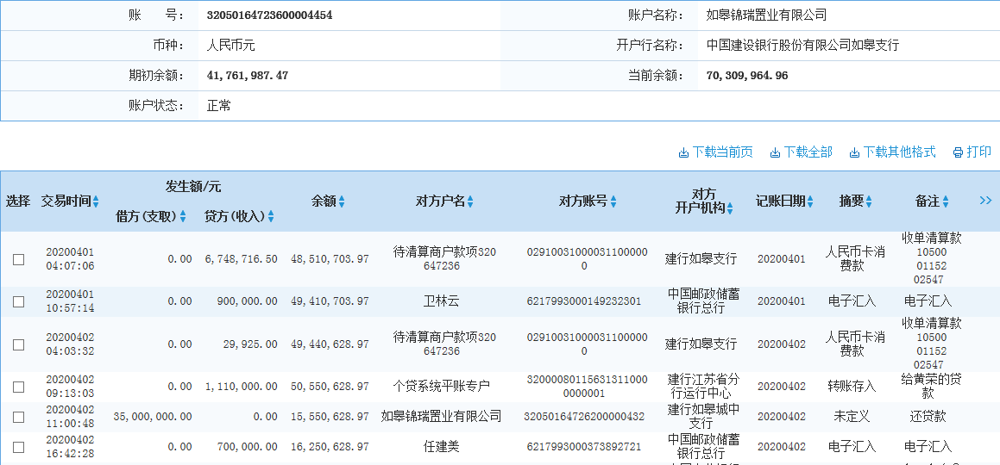 账　　号： 32050164723600004454 账户名称： 如皋锦瑞置业有限公司
币种： 人民币元 开户行名称： 中国建设银行股份有限公司如皋支行
期初余额： 41,761,987.47 当前余额： 70,309,964.96
账户状态： 正常
下载当前页 下载全部 下载其他格式 打印
选择 交易时间 发生额/元 余额 对方户名 对方账号 对方 开户机构 记账日期 摘要 备注 >>
借方(支取) 贷方(收入)
20200401 04:07:06 0.00 6,748,716.50 48,510,703.97 待清算商户款项320647236 029100310000311000000 建行如皋支行 20200401 人民币卡消费款 收单清算款 10500 01152 02547
20200401 10:57:14 0.00 900,000.00 49,410,703.97 卫林云 6217993000149232301 中国邮政储蓄银行总行 20200401 电子汇入 电子汇入
20200402 04:03:32 0.00 29,925.00 49,440,628.97 待清算商户款项320647236 029100310000311000000 建行如皋支行 20200402 人民币卡消费款 收单清算款 10500 01152 02547
20200402 09:13:03 0.00 1,110,000.00 50,550,628.97 个贷系统平账专户 320000801156313110000000001 建行江苏省分行运行中心 20200402 转账存入 给黄荣的贷款
20200402 11:00:48 35,000,000.00 0.00 15,550,628.97 如皋锦瑞置业有限公司 32050164726200000432 建行如皋城中支行 20200402 未定义 还贷款
20200402 16:42:28 0.00 700,000.00 16,250,628.97 任建美 6217993000373892721 中国邮政储蓄银行总行 20200402 电子汇入 电子汇入